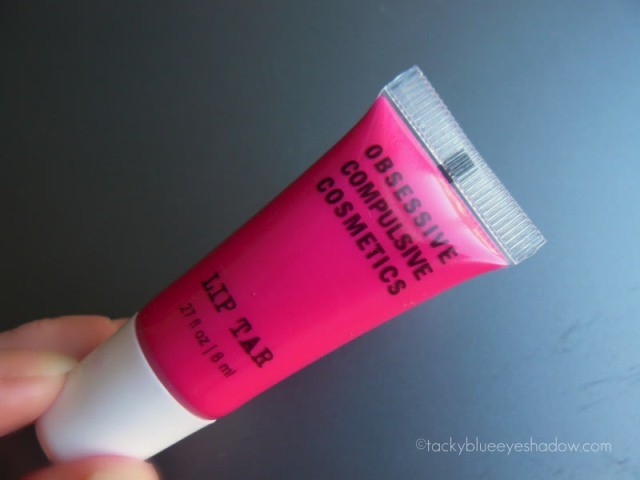 OBSESSIVE
COMPULSIVE
COSMETICS
LIP TAR
.27 fl oz | 8 ml
©tackyblueeyeshadow.com